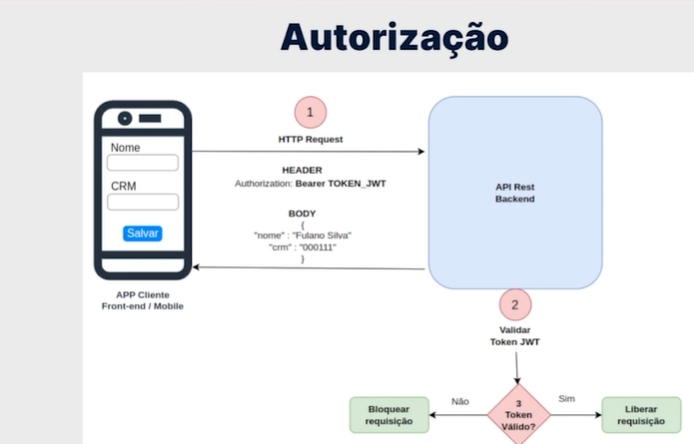 Autorização
1
HTTP Request
Nome
CRM
Salvar
HEADER
Authorization: Bearer TOKEN_JWT
BODY
{
"nome" : "Fulano Silva"
"crm" : "000111"
}
API Rest
Backend
APP Cliente
Front-end / Mobile
2
Validar
Token JWT
3
Token
Válido?
Não
Sim
Bloquear
requisição
Liberar
requisição